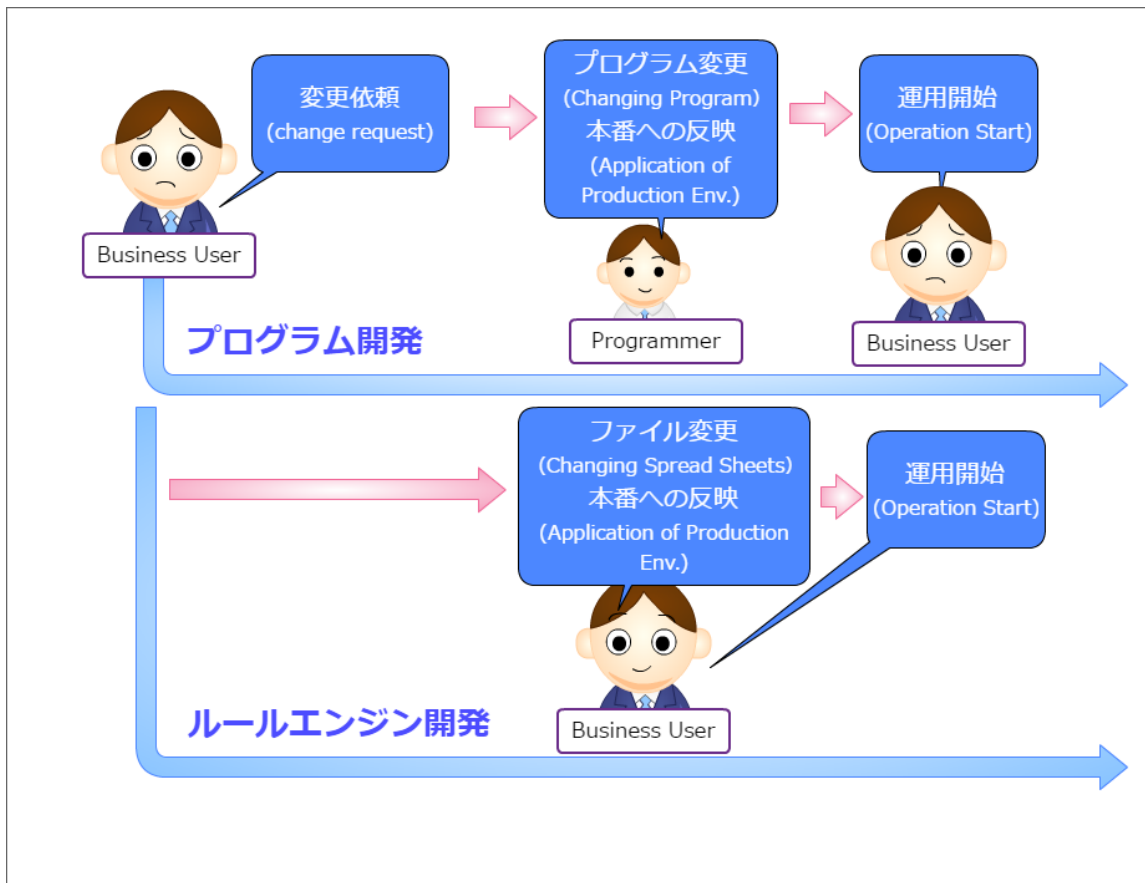 変更依頼
(change request)
プログラム変更
(Changing Program)
本番への反映
(Application of
Production Env.)
運用開始
(Operation Start)
Business User
Programmer
Business User
プログラム開発
ファイル変更
(Changing Spread Sheets)
本番への反映
(Application of Production
Env.)
運用開始
(Operation Start)
Business User
ルールエンジン開発